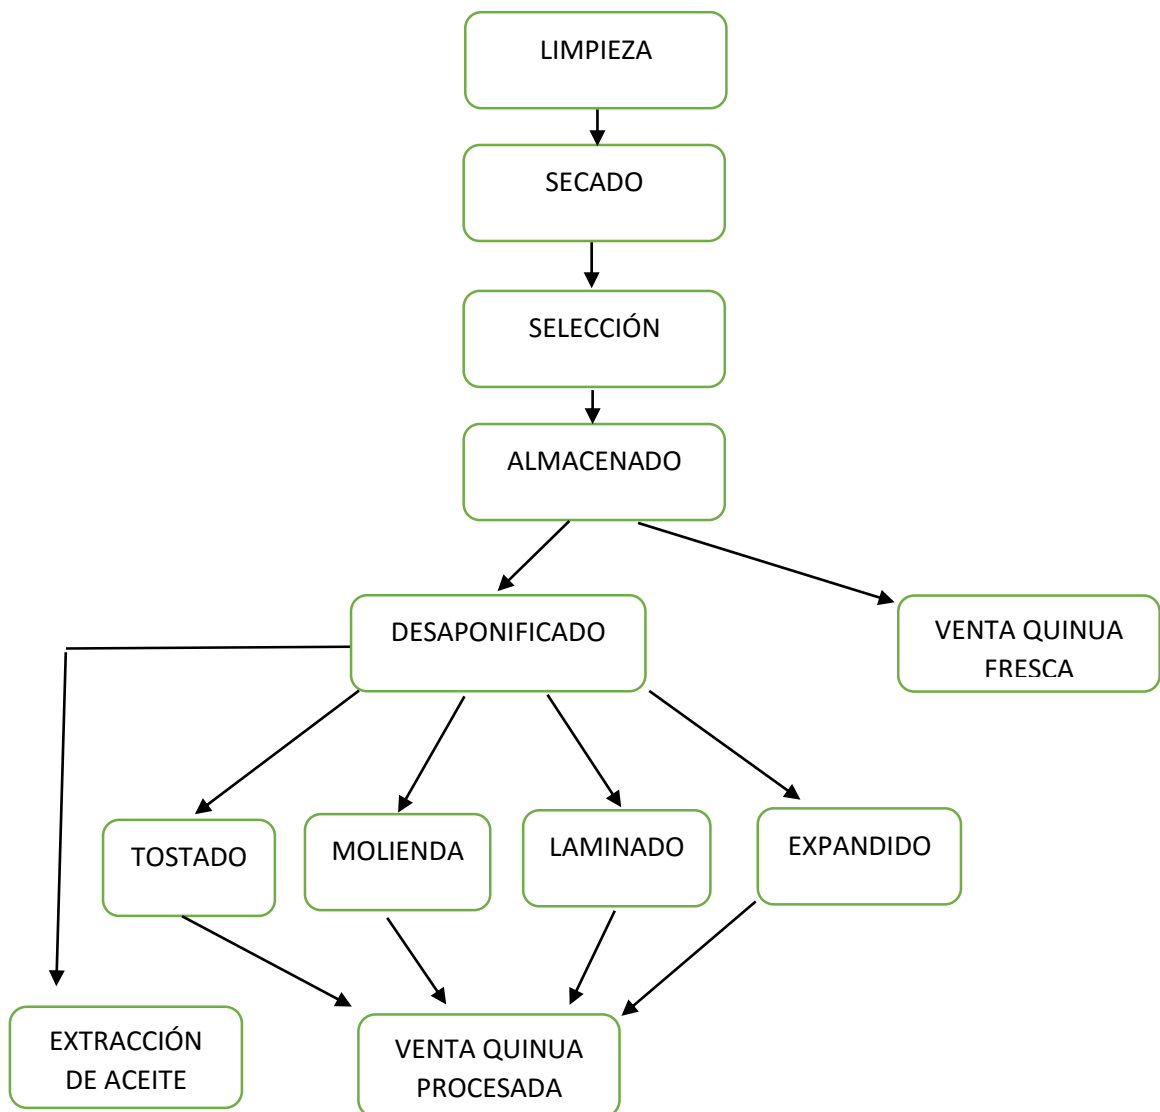 LIMPIEZA
SECADO
SELECCIÓN
ALMACENADO
DESAPONIFICADO
VENTA QUINUA
FRESCA
TOSTADO
MOLIENDA
LAMINADO
EXPANDIDO
EXTRACCIÓN
DE ACEITE
VENTA QUINUA
PROCESADA